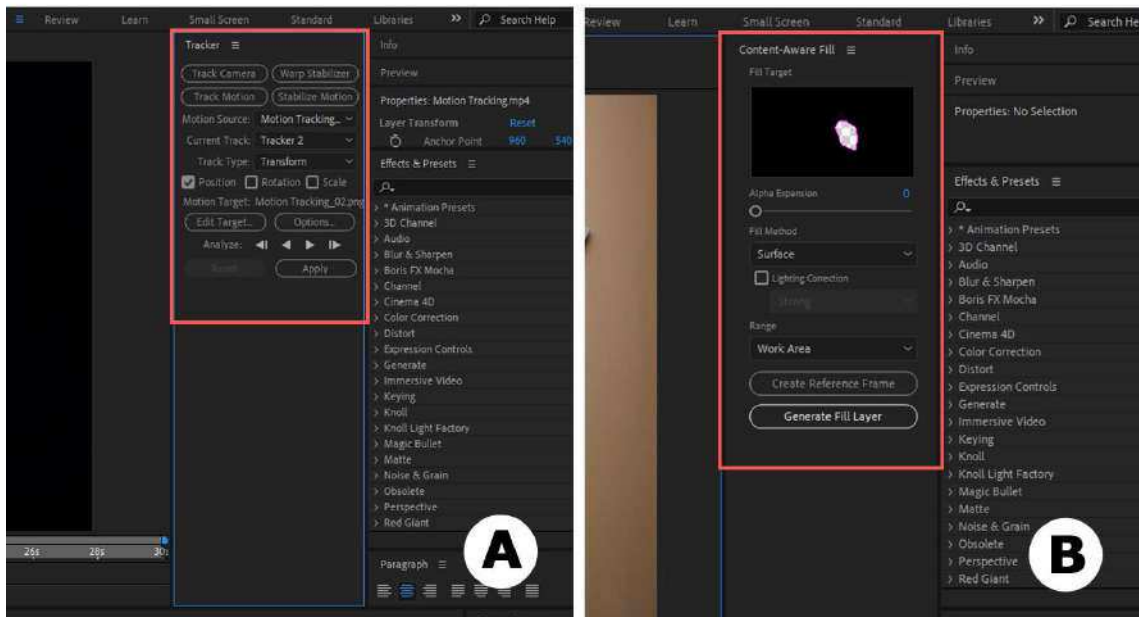 Review Learn Small Screen Standard Libraries » Search Help
Tracker ≡
Track Camera Warp Stabilizer
Track Motion Stabilize Motion
Motion Source: Motion Tracking...
Current Track: Tracker 2
Track Type: Transform
Position Rotation Scale
Motion Target: Motion Tracking_02.png
Edit Target... Options...
Analyze:
Reset Apply
Info
Preview
Properties: Motion Tracking.mp4
Layer Transform Reset
Anchor Point 960 540
Effects & Presets ≡
> * Animation Presets
> 3D Channel
> Audio
> Blur & Sharpen
> Boris FX Mocha
> Channel
> Cinema 4D
> Color Correction
> Distort
> Expression Controls
> Generate
> Immersive Video
> Keying
> Knoll
> Knoll Light Factory
> Magic Bullet
> Matte
> Noise & Grain
> Obsolete
> Perspective
> Red Giant
Paragraph ≡
26s 28s 30s
A
Review Learn Small Screen Standard Libraries » Search He
Content-Aware Fill ≡
Fill Target
Alpha Expansion 0
Fill Method
Surface
Lighting Correction
Strong
Range
Work Area
Create Reference Frame
Generate Fill Layer
Info
Preview
Properties: No Selection
Effects & Presets ≡
> * Animation Presets
> 3D Channel
> Audio
> Blur & Sharpen
> Boris FX Mocha
> Channel
> Cinema 4D
> Color Correction
> Distort
> Expression Controls
> Generate
> Immersive Video
> Keying
> Knoll
> Knoll Light Factory
> Magic Bullet
> Matte
> Noise & Grain
> Obsolete
> Perspective
> Red Giant
B